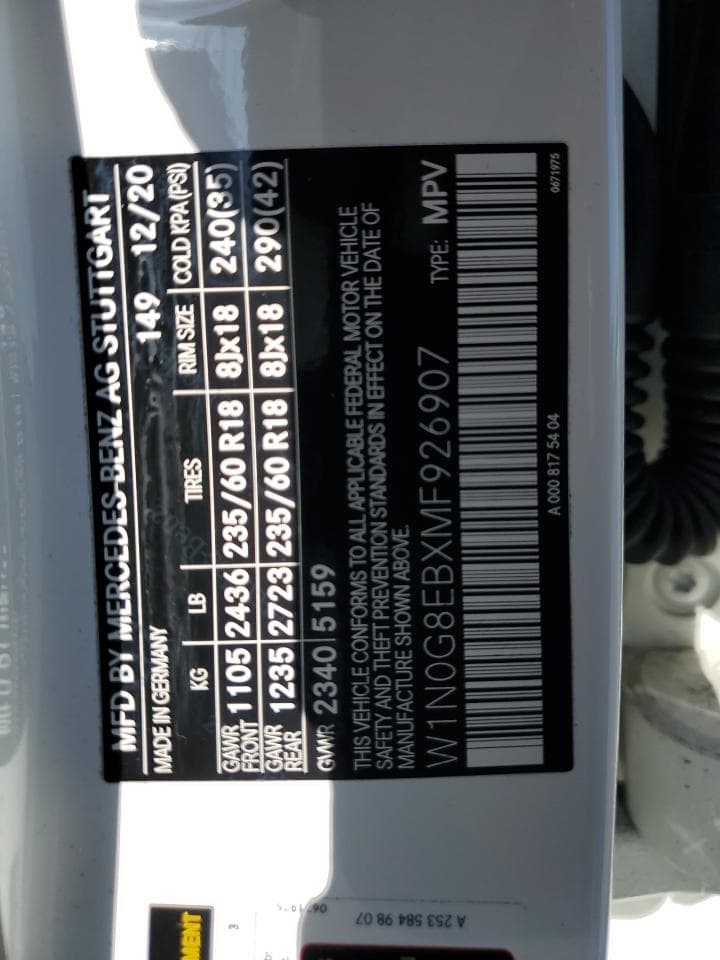 MFD BY MERCEDES-BENZ AG STUTTGART
MADE IN GERMANY 149 12/20
KG LB TIRES RIM SIZE COLD KPA(PSI)
GAWR FRONT 1105 2436 235/60 R18 8Jx18 240(35)
GAWR REAR 1235 2723 235/60 R18 8Jx18 290(42)
GVWR 2340 5159
THIS VEHICLE CONFORMS TO ALL APPLICABLE FEDERAL MOTOR VEHICLE
SAFETY AND THEFT PREVENTION STANDARDS IN EFFECT ON THE DATE OF
MANUFACTURE SHOWN ABOVE.
W1N0G8EBXMF926907 TYPE: MPV
A 000 817 54 04 0671975
A 253 584 98 07
MENT
3